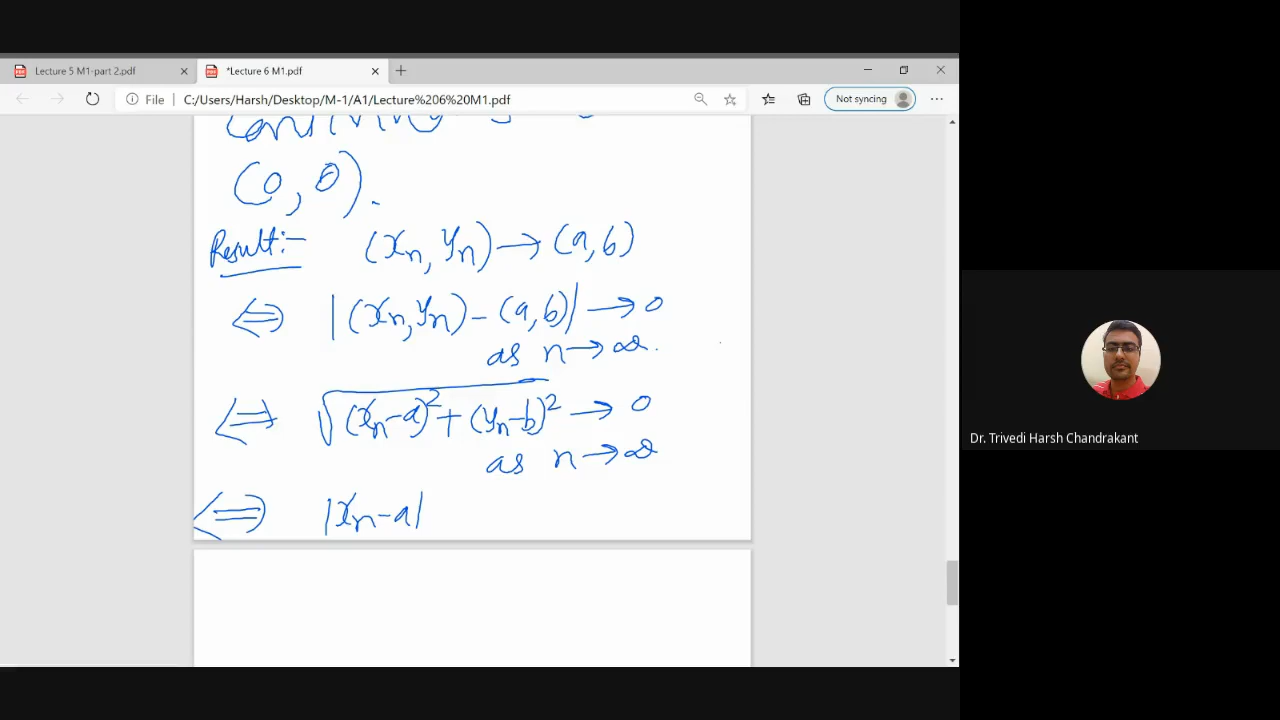 Lecture 5 M1-part 2.pdf
*Lecture 6 M1.pdf
File | C:/Users/Harsh/Desktop/M-1/A1/Lecture%206%20M1.pdf
Not syncing
(0, 0).
Result:- (xₙ, yₙ) → (a, b)
⇔ |(xₙ, yₙ) - (a, b)| → 0
as n → ∞.
⇔ √((xₙ-a)² + (yₙ-b)²) → 0
as n → ∞
⇔ |xₙ-a|
Dr. Trivedi Harsh Chandrakant